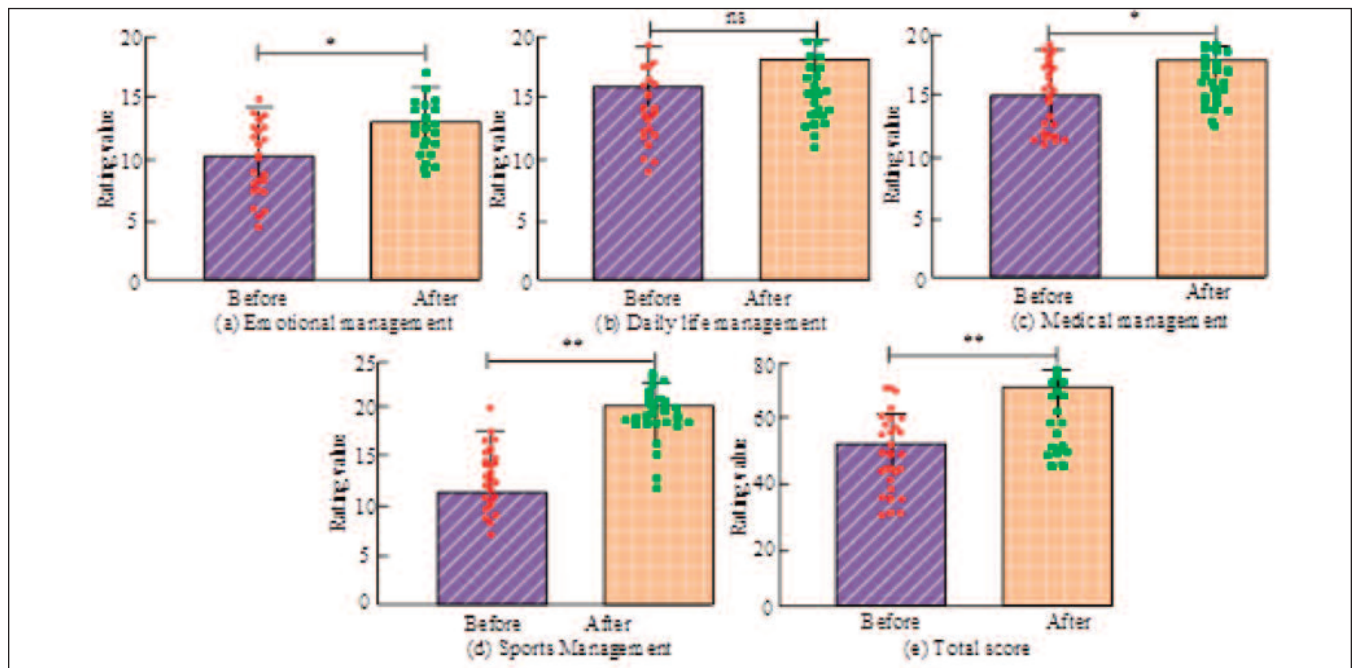 ns
*
*
20
15
10
5
0
Rating value
Before
After
(a) Emotional management
20
15
10
5
0
Rating value
Before
After
(b) Daily life management
20
15
10
5
0
Rating value
Before
After
(c) Medical management
**
25
20
15
10
5
0
Rating value
Before
After
(d) Sports Management
**
80
60
40
20
0
Rating value
Before
After
(e) Total score